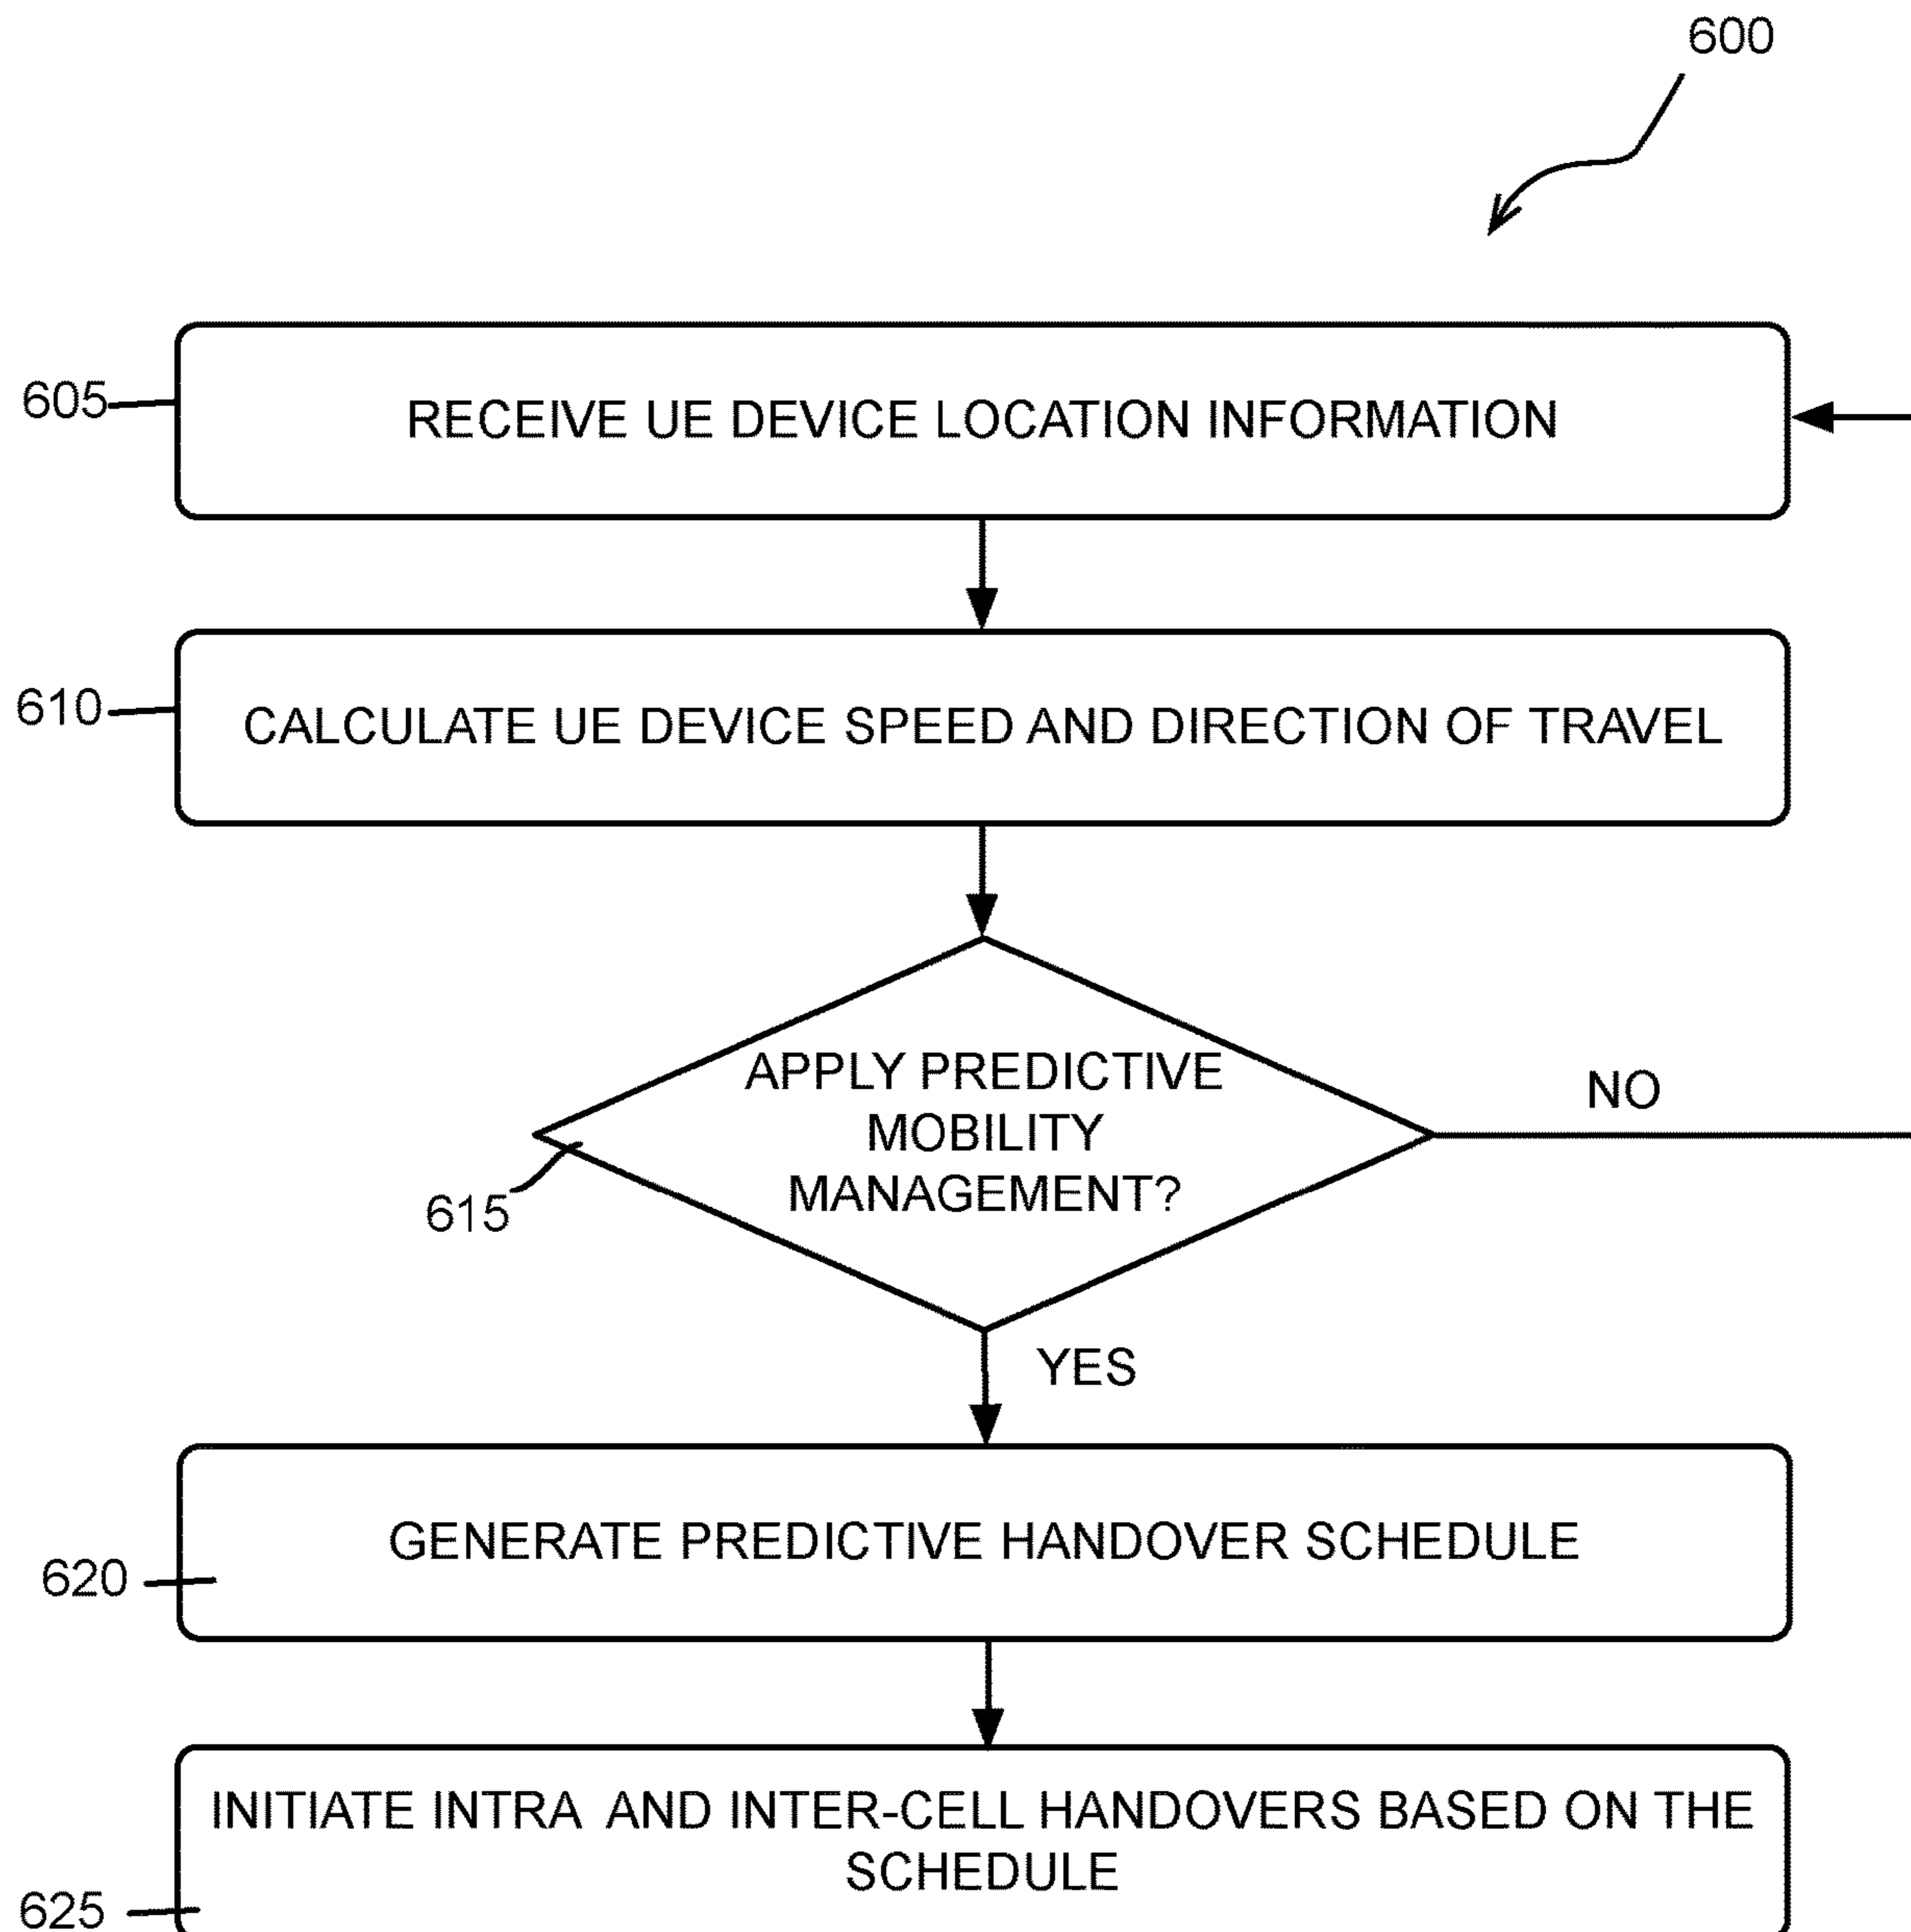 600
605
RECEIVE UE DEVICE LOCATION INFORMATION
610
CALCULATE UE DEVICE SPEED AND DIRECTION OF TRAVEL
APPLY PREDICTIVE
MOBILITY
MANAGEMENT?
NO
615
YES
GENERATE PREDICTIVE HANDOVER SCHEDULE
620
INITIATE INTRA AND INTER-CELL HANDOVERS BASED ON THE
SCHEDULE
625